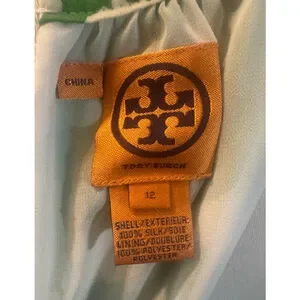 CHINA
TORY BURCH
12
SHELL/EXTERIEUR:
100% SILK/SOIE
LINING/DOUBLURE:
100% POLYESTER/
POLYESTER